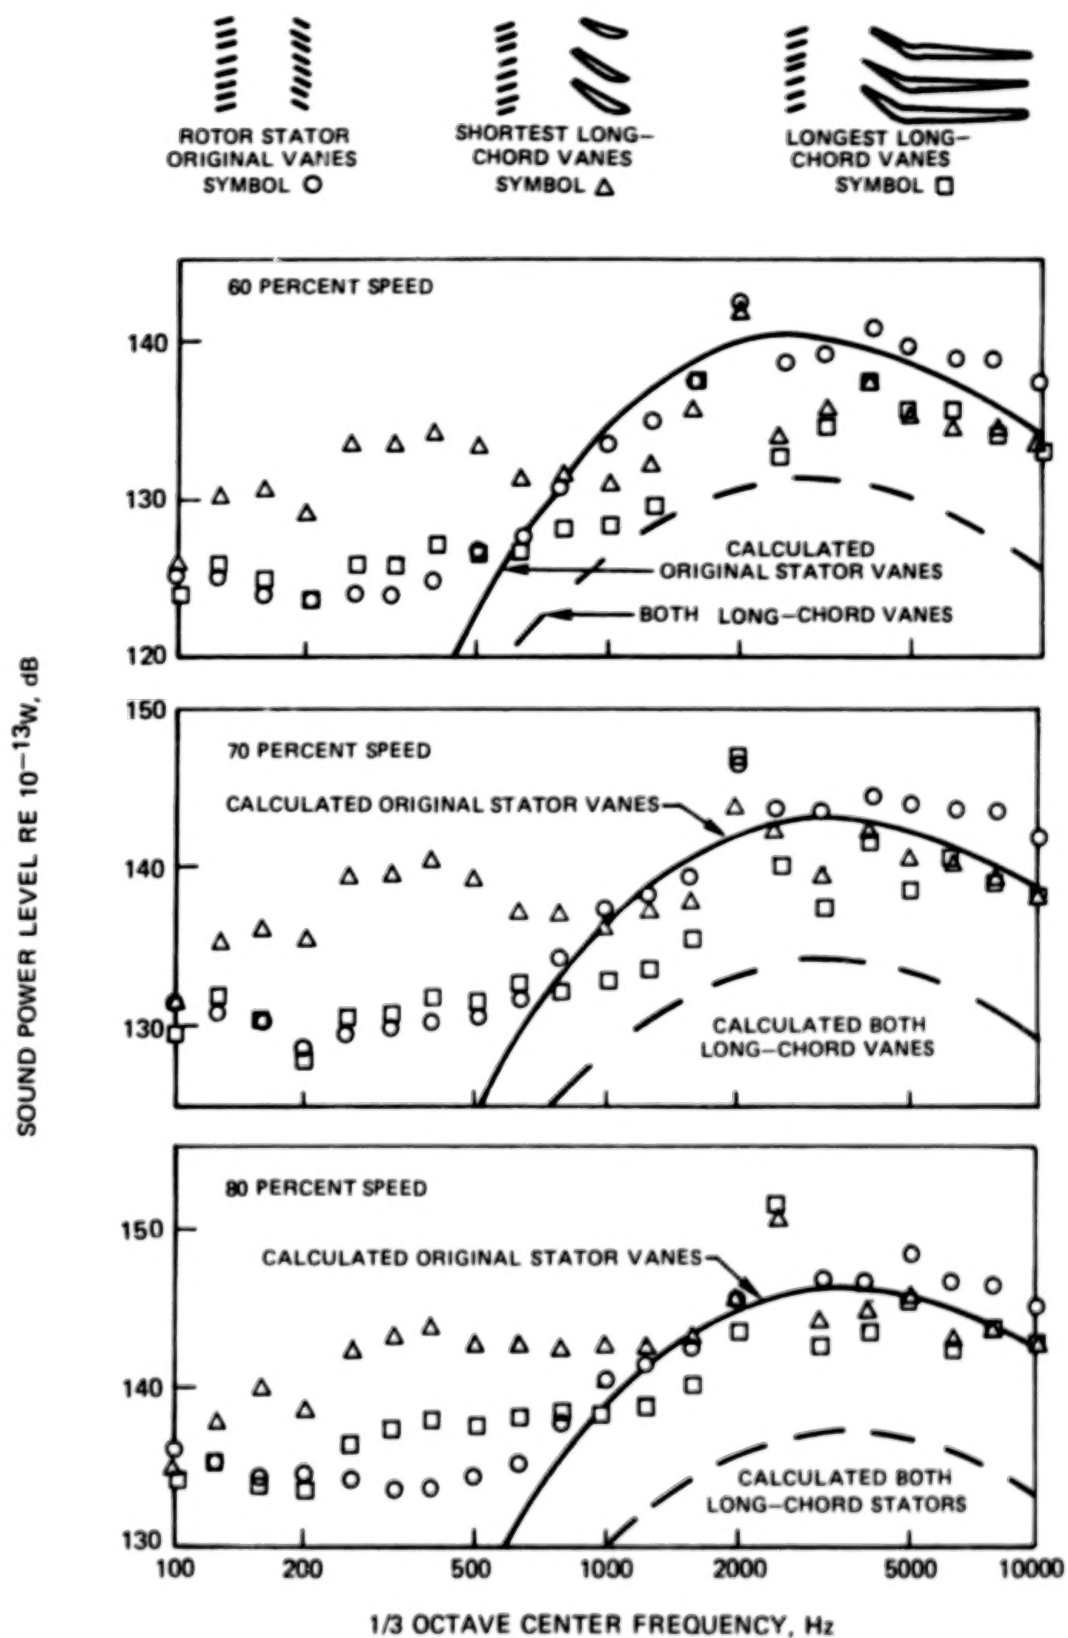 ROTOR STATOR
ORIGINAL VANES
SYMBOL ○
SHORTEST LONG–
CHORD VANES
SYMBOL △
LONGEST LONG–
CHORD VANES
SYMBOL □
SOUND POWER LEVEL RE 10⁻¹³W, dB
60 PERCENT SPEED
140
130
120
CALCULATED
ORIGINAL STATOR VANES
BOTH LONG–CHORD VANES
150
140
130
70 PERCENT SPEED
CALCULATED ORIGINAL STATOR VANES
CALCULATED BOTH
LONG–CHORD VANES
150
140
130
80 PERCENT SPEED
CALCULATED ORIGINAL STATOR VANES
CALCULATED BOTH
LONG–CHORD STATORS
100 200 500 1000 2000 5000 10000
1/3 OCTAVE CENTER FREQUENCY, Hz